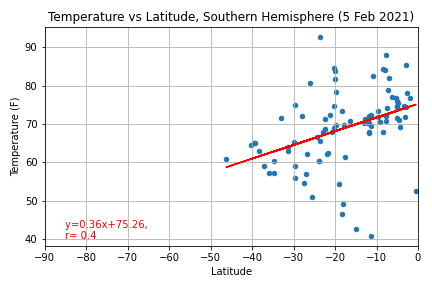 Temperature vs Latitude, Southern Hemisphere (5 Feb 2021)
90
80
70
60
50
40
Temperature (F)
y=0.36x+75.26,
r= 0.4
−90 −80 −70 −60 −50 −40 −30 −20 −10 0
Latitude